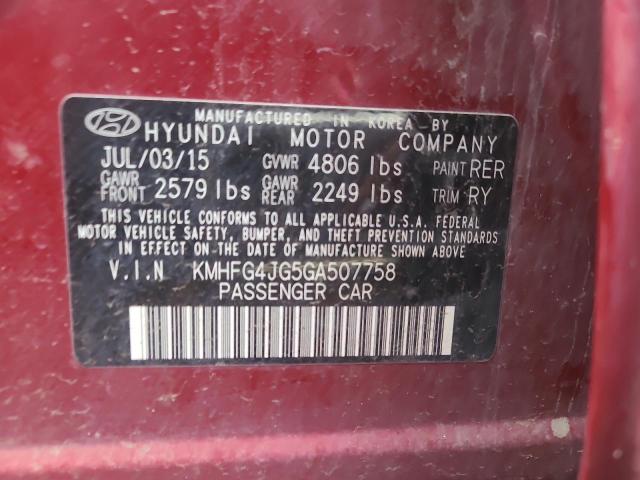 MANUFACTURED IN KOREA BY
HYUNDAI MOTOR COMPANY
JUL/03/15 GVWR 4806 lbs PAINT RER
GAWR FRONT 2579 lbs GAWR REAR 2249 lbs TRIM RY
THIS VEHICLE CONFORMS TO ALL APPLICABLE U.S.A. FEDERAL
MOTOR VEHICLE SAFETY, BUMPER, AND THEFT PREVENTION STANDARDS
IN EFFECT ON THE DATE OF MANUFACTURE SHOWN ABOVE.
V.I.N KMHFG4JG5GA507758
PASSENGER CAR